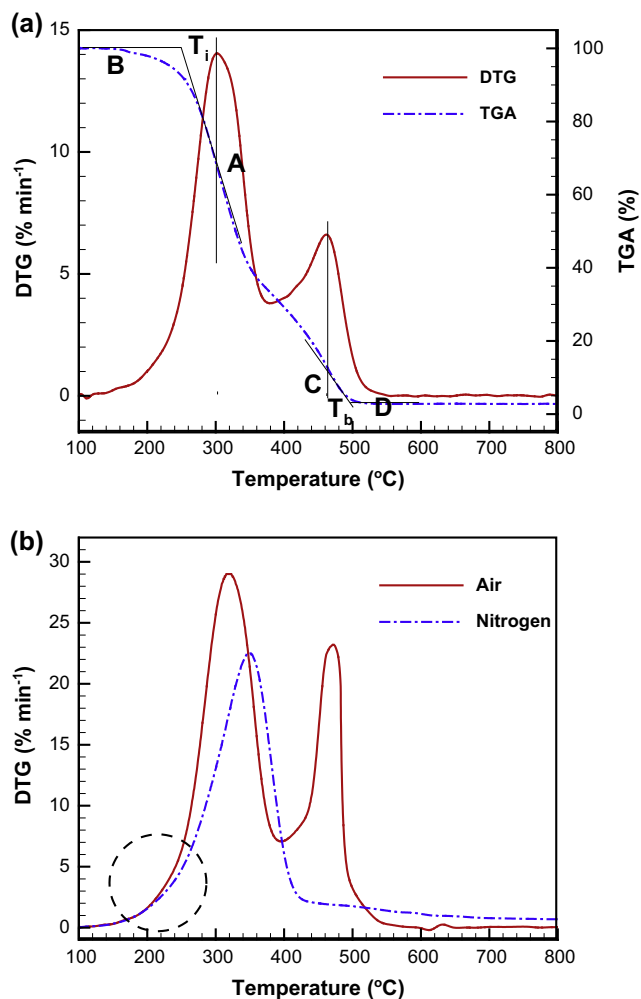 (a)
15
10
5
0
DTG (% min⁻¹)
100
80
60
40
20
0
TGA (%)
B
Tᵢ
A
C
T_b
D
DTG
TGA
100 200 300 400 500 600 700 800
Temperature (ºC)
(b)
30
25
20
15
10
5
0
DTG (% min⁻¹)
Air
Nitrogen
100 200 300 400 500 600 700 800
Temperature (ºC)